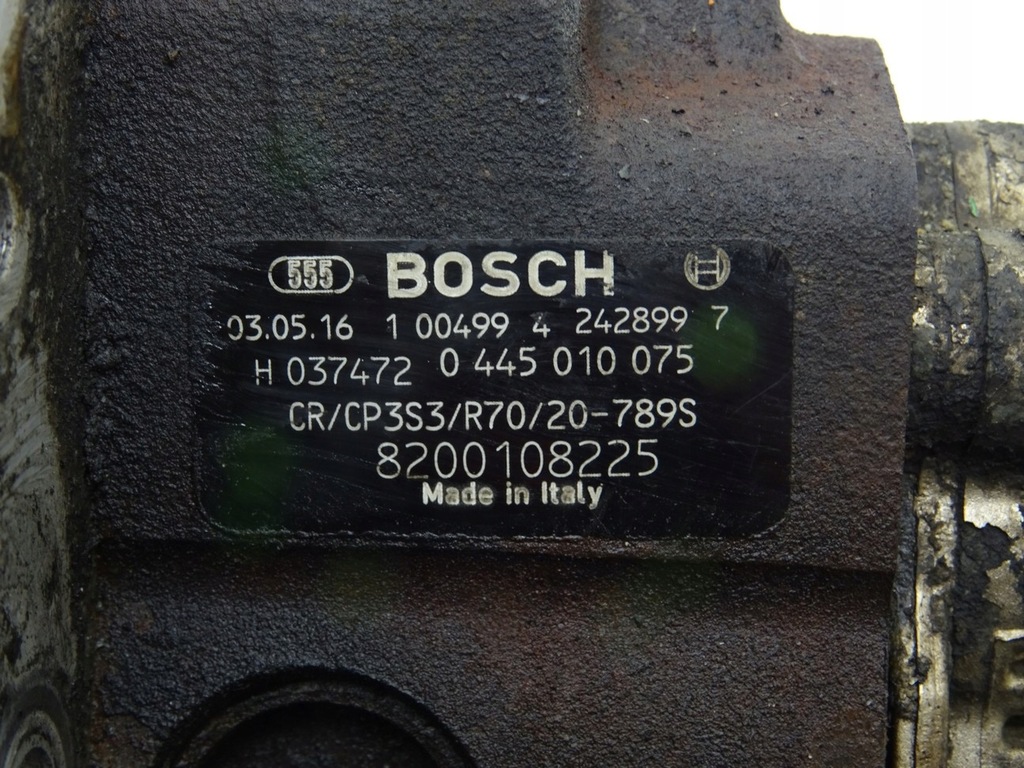 555 BOSCH
03.05.16 1 00499 4 242899 7
H 037472 0 445 010 075
CR/CP3S3/R70/20-789S
8200108225
Made in Italy